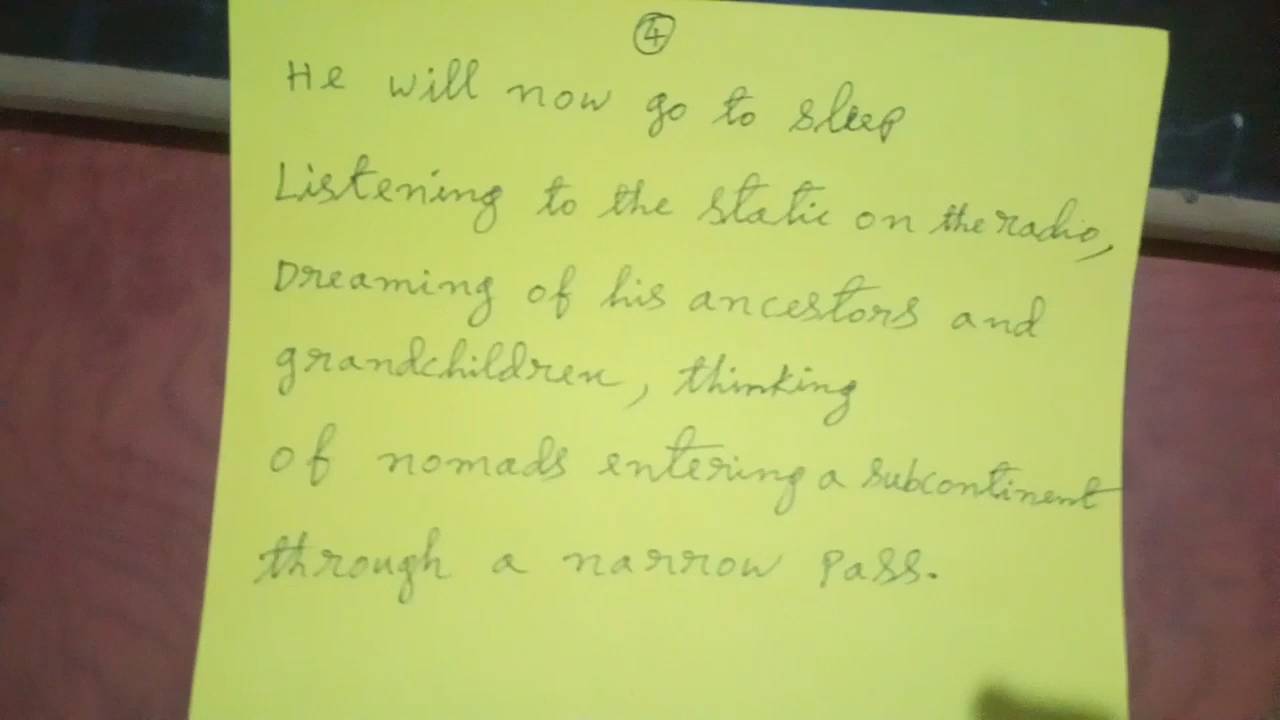 ④
He will now go to sleep
Listening to the static on the radio,
Dreaming of his ancestors and
grandchildren, thinking
of nomads entering a subcontinent
through a narrow pass.